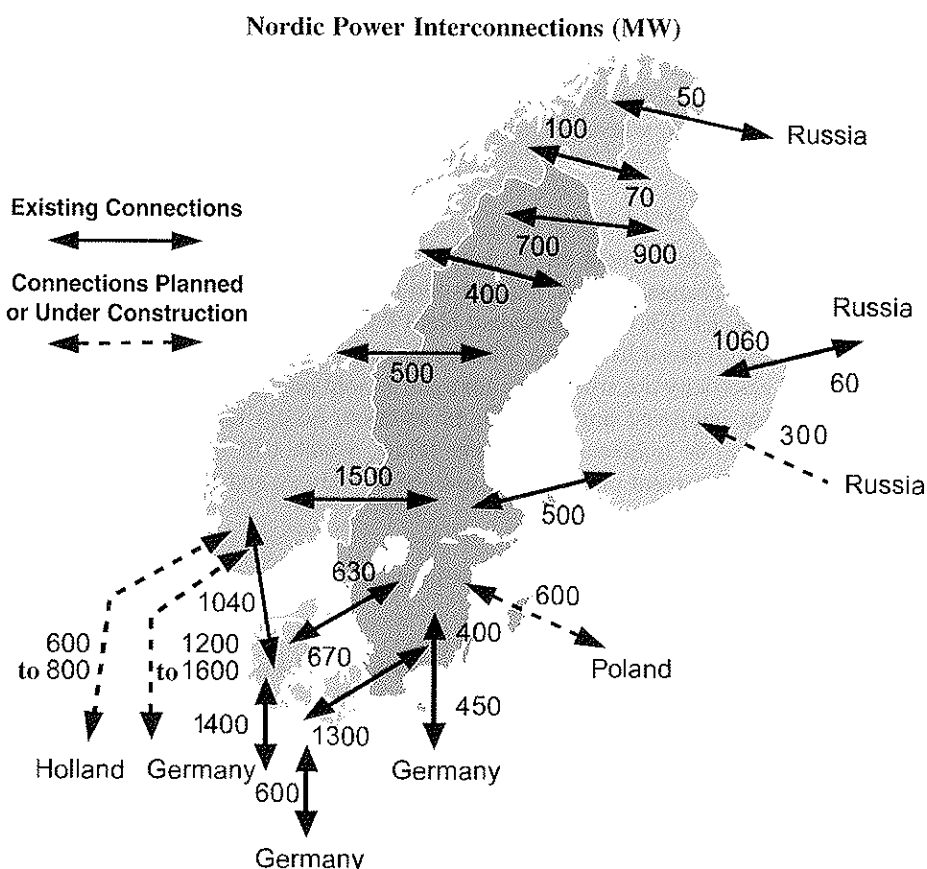 Nordic Power Interconnections (MW)
50
Russia
100
70
Existing Connections
700
900
Connections Planned
or Under Construction
400
Russia
1060
500
60
300
1500
Russia
500
630
1040
600
600
to 800
1200
to 1600
400
670
Poland
450
1400
1300
Holland
Germany
600
Germany
Germany